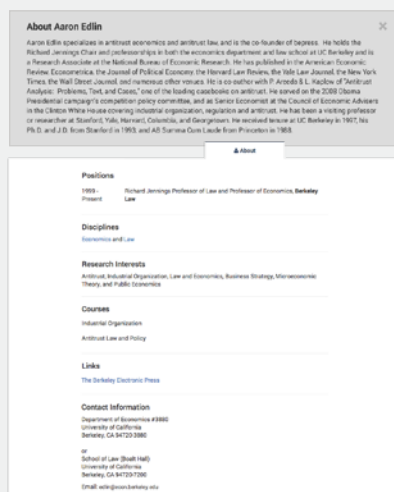 About Aaron Edlin
Aaron Edlin specializes in antitrust economics and antitrust law, and is the co-founder of bepress. He holds the
Richard Jennings Chair and professorships in both the economics department and law school at UC Berkeley and is
a Research Associate at the National Bureau of Economic Research. He has published in the American Economic
Review, Econometrica, the Journal of Political Economy, the Harvard Law Review, the Yale Law Journal, the New York
Times, the Wall Street Journal, and numerous other venues. He is co-author with P. Areeda & L. Kaplow of "Antitrust
Analysis: Problems, Text, and Cases," one of the leading casebooks on antitrust. He served on the 2008 Obama
Presidential campaign's competition policy committee, and as Senior Economist at the Council of Economic Advisers
in the Clinton White House covering industrial organization, regulation and antitrust. He has been a visiting professor
or researcher at Stanford, Yale, Harvard, Columbia, and Georgetown. He received tenure at UC Berkeley in 1997, his
Ph.D. and J.D. from Stanford in 1993, and AB Summa Cum Laude from Princeton in 1988.
About
Positions
1999 - Richard Jennings Professor of Law and Professor of Economics, Berkeley
Present Law
Disciplines
Economics and Law
Research Interests
Antitrust, Industrial Organization, Law and Economics, Business Strategy, Microeconomic
Theory, and Public Economics
Courses
Industrial Organization
Antitrust Law and Policy
Links
The Berkeley Electronic Press
Contact Information
Department of Economics #3880
University of California
Berkeley, CA 94720-3880
or
School of Law (Boalt Hall)
University of California
Berkeley, CA 94720-7200
Email: edlin@econ.berkeley.edu